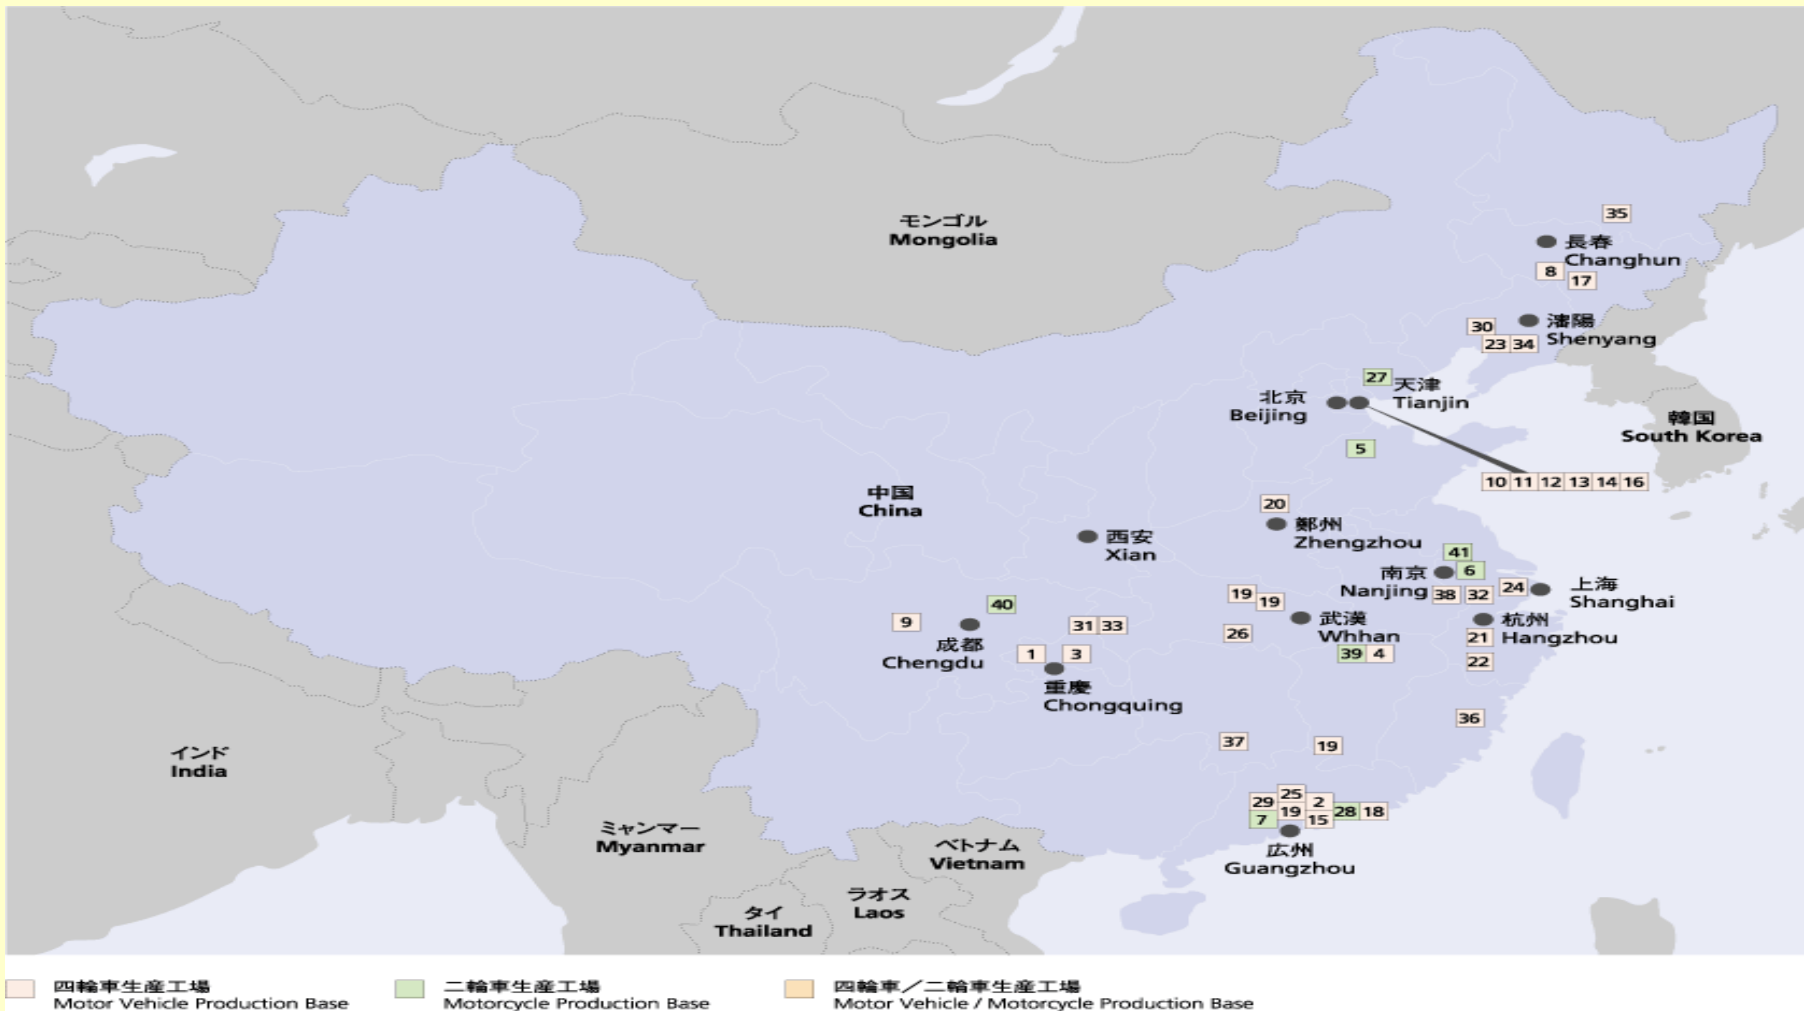 モンゴル
Mongolia
35
長春
Changhun
8
17
瀋陽
Shenyang
30
23 34
27
天津
Tianjin
北京
Beijing
韓国
South Korea
5
10 11 12 13 14 16
中国
China
20
鄭州
Zhengzhou
西安
Xian
41
南京
Nanjing
6
38 32 24
上海
Shanghai
19
19
武漢
Whhan
杭州
Hangzhou
21
22
26
39 4
40
9
成都
Chengdu
31 33
1 3
重慶
Chongquing
36
37
19
25
29 2
19 28 18
7 15
広州
Guangzhou
インド
India
ミャンマー
Myanmar
ベトナム
Vietnam
ラオス
Laos
タイ
Thailand
四輪車生産工場
Motor Vehicle Production Base
二輪車生産工場
Motorcycle Production Base
四輪車／二輪車生産工場
Motor Vehicle / Motorcycle Production Base